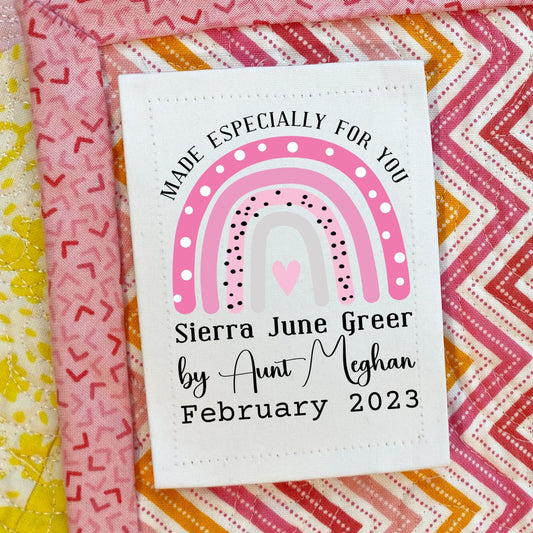 MADE ESPECIALLY FOR YOU
Sierra June Greer
by Aunt Meghan
February 2023